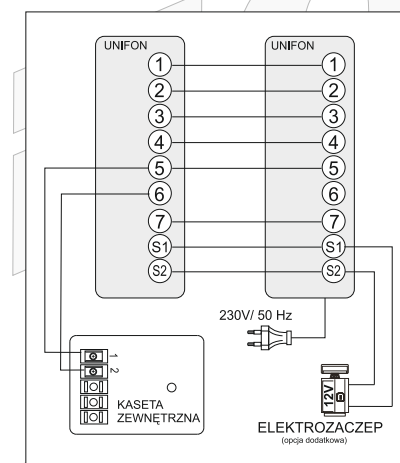 UNIFON UNIFON
1 1
2 2
3 3
4 4
5 5
6 6
7 7
S1 S1
S2 S2
230V/ 50 Hz
1
2
KASETA
ZEWNĘTRZNA
12V
ELEKTROZACZEP
(opcja dodatkowa)